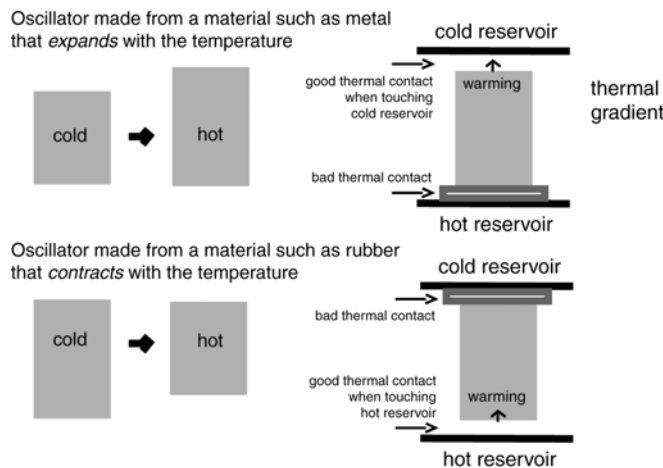 Oscillator made from a material such as metal
that expands with the temperature
cold
hot
cold reservoir
good thermal contact
when touching
cold reservoir
warming
thermal
gradient
bad thermal contact
hot reservoir
Oscillator made from a material such as rubber
that contracts with the temperature
cold
hot
cold reservoir
bad thermal contact
good thermal contact
when touching
hot reservoir
warming
hot reservoir